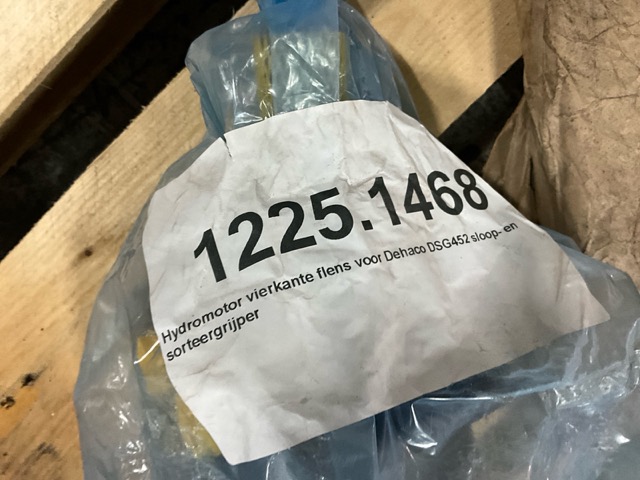 1225.1468
Hydromotor vierkante flens voor Dehaco DSG452 sloop- en
sorteergrijper